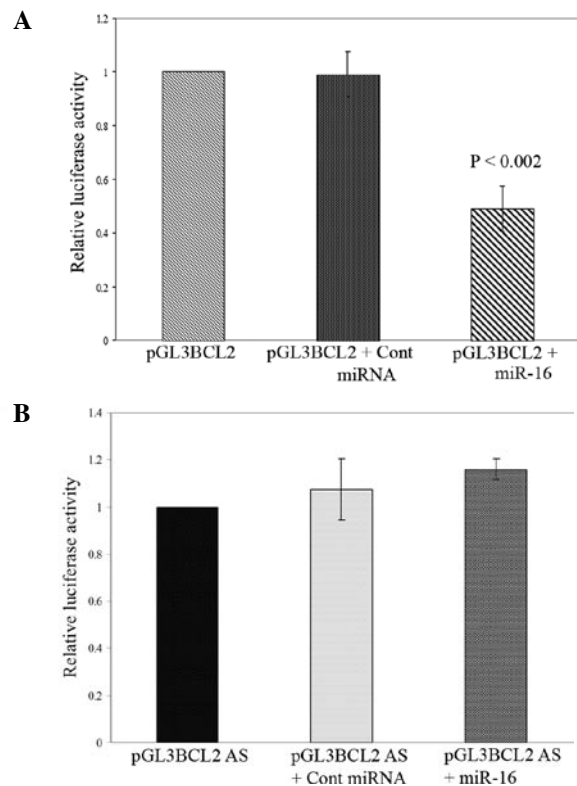 A
Relative luciferase activity
1.2
1
0.8
0.6
0.4
0.2
0
P < 0.002
pGL3BCL2
pGL3BCL2 + Cont
miRNA
pGL3BCL2 +
miR-16
B
Relative luciferase activity
1.4
1.2
1
0.8
0.6
0.4
0.2
0
pGL3BCL2 AS
pGL3BCL2 AS
+ Cont miRNA
pGL3BCL2 AS
+ miR-16